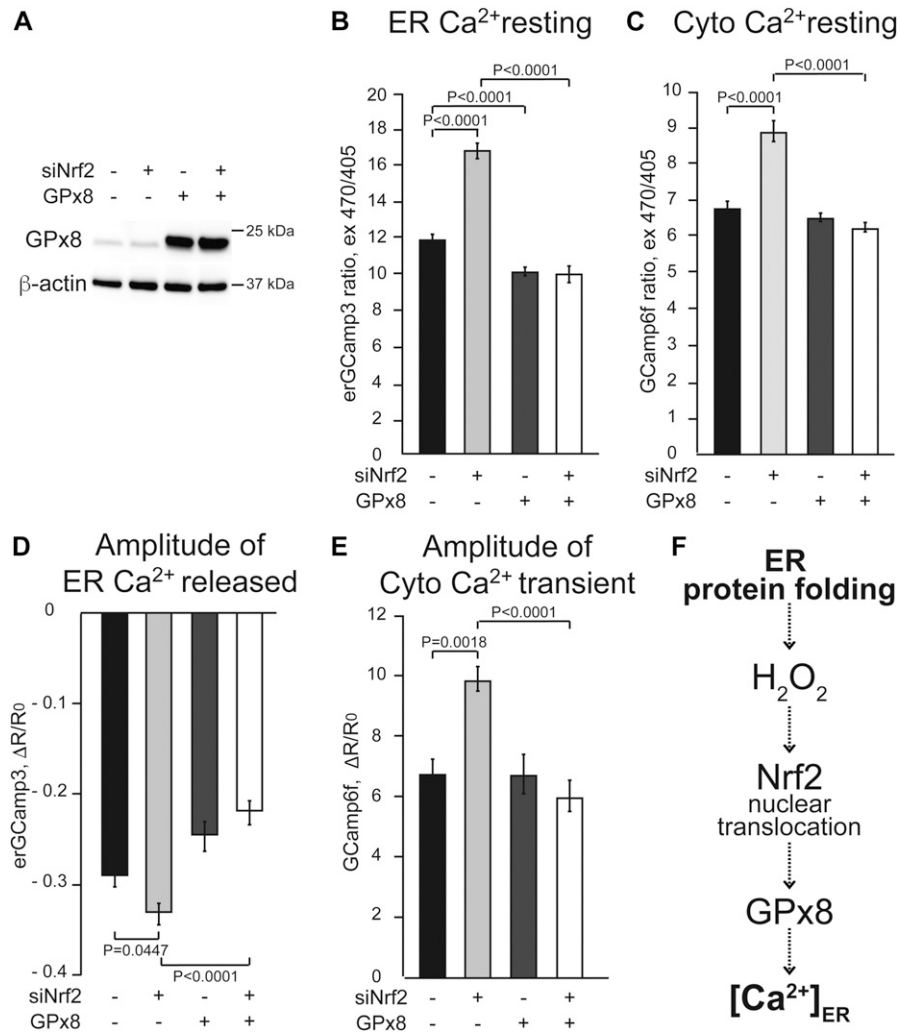 A
siNrf2 - + - +
GPx8 - - + +
GPx8
25 kDa
β-actin
37 kDa
B ER Ca²⁺resting
P<0.0001
P<0.0001
P<0.0001
erGCamp3 ratio, ex 470/405
20
18
16
14
12
10
8
6
4
2
0
siNrf2 - + - +
GPx8 - - + +
C Cyto Ca²⁺resting
P<0.0001
P<0.0001
GCamp6f ratio, ex 470/405
10
9
8
7
6
5
4
3
2
1
0
siNrf2 - + - +
GPx8 - - + +
D Amplitude of
ER Ca²⁺ released
erGCamp3, ΔR/R0
0
- 0.1
- 0.2
- 0.3
- 0.4
P=0.0447
P<0.0001
siNrf2 - + - +
GPx8 - - + +
E Amplitude of
Cyto Ca²⁺ transient
P<0.0001
P=0.0018
GCamp6f, ΔR/R0
12
10
8
6
4
2
0
siNrf2 - + - +
GPx8 - - + +
F ER
protein folding
H₂O₂
Nrf2
nuclear
translocation
GPx8
[Ca²⁺]ER